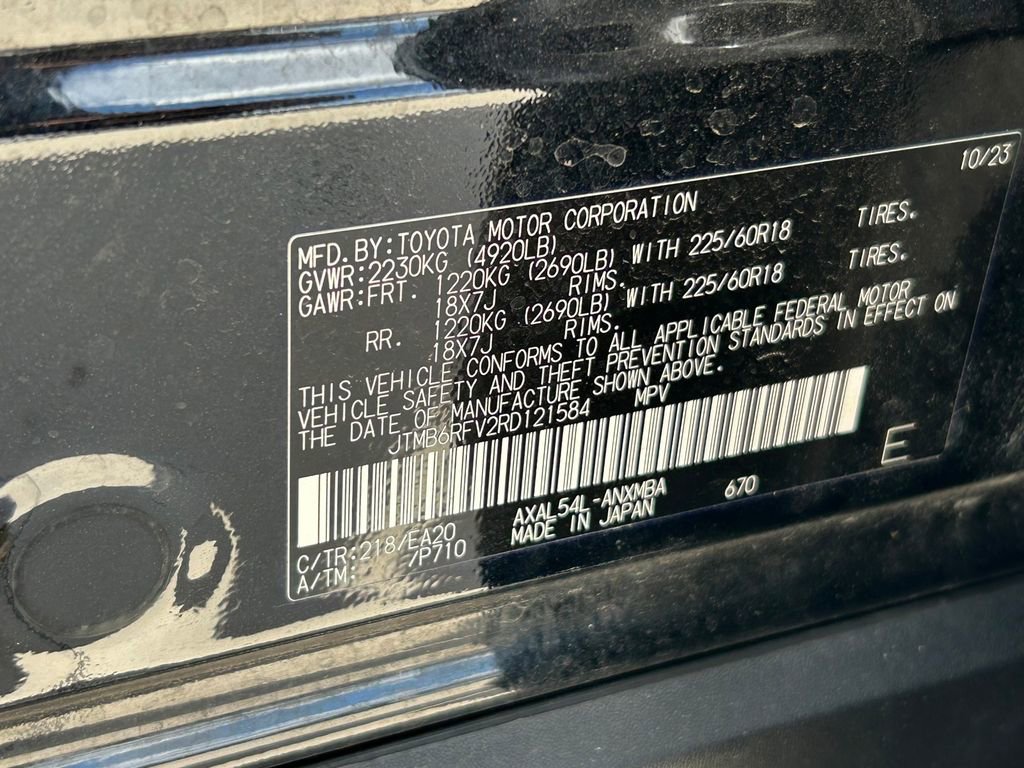 10/23
MFD.BY:TOYOTA MOTOR CORPORATION
GVWR:2230KG (4920LB)
GAWR:FRT. 1220KG (2690LB) WITH 225/60R18 TIRES.
18X7J RIMS.
RR. 1220KG (2690LB) WITH 225/60R18 TIRES.
18X7J RIMS.
THIS VEHICLE CONFORMS TO ALL APPLICABLE FEDERAL MOTOR
VEHICLE SAFETY AND THEFT PREVENTION STANDARDS IN EFFECT ON
THE DATE OF MANUFACTURE SHOWN ABOVE.
JTMB6RFV2RD121584 MPV
E
C/TR:218/EA20 AXAL54L-ANXMBA 670
A/TM: /P710 MADE IN JAPAN